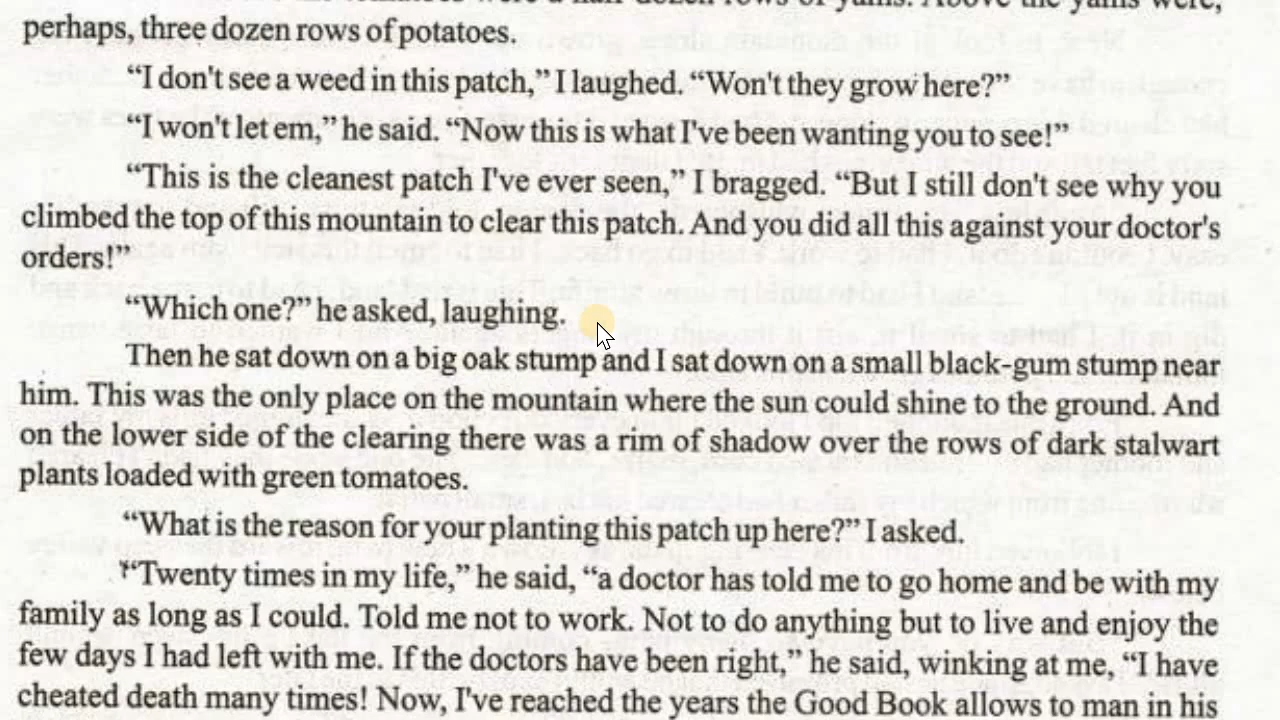 perhaps, three dozen rows of potatoes.
“I don't see a weed in this patch,” I laughed. “Won't they grow here?”
“I won't let em,” he said. “Now this is what I've been wanting you to see!”
“This is the cleanest patch I've ever seen,” I bragged. “But I still don't see why you
climbed the top of this mountain to clear this patch. And you did all this against your doctor's
orders!”
“Which one?” he asked, laughing.
Then he sat down on a big oak stump and I sat down on a small black-gum stump near
him. This was the only place on the mountain where the sun could shine to the ground. And
on the lower side of the clearing there was a rim of shadow over the rows of dark stalwart
plants loaded with green tomatoes.
“What is the reason for your planting this patch up here?” I asked.
“Twenty times in my life,” he said, “a doctor has told me to go home and be with my
family as long as I could. Told me not to work. Not to do anything but to live and enjoy the
few days I had left with me. If the doctors have been right,” he said, winking at me, “I have
cheated death many times! Now, I've reached the years the Good Book allows to man in his